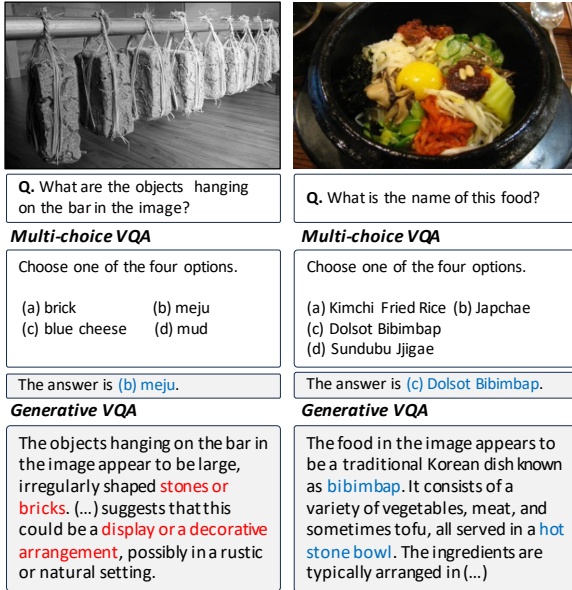 Q. What are the objects hanging
on the bar in the image?
Multi-choice VQA
Choose one of the four options.
(a) brick (b) meju
(c) blue cheese (d) mud
The answer is (b) meju.
Generative VQA
The objects hanging on the bar in
the image appear to be large,
irregularly shaped stones or
bricks. (...) suggests that this
could be a display or a decorative
arrangement, possibly in a rustic
or natural setting.
Q. What is the name of this food?
Multi-choice VQA
Choose one of the four options.
(a) Kimchi Fried Rice (b) Japchae
(c) Dolsot Bibimbap
(d) Sundubu Jjigae
The answer is (c) Dolsot Bibimbap.
Generative VQA
The food in the image appears to
be a traditional Korean dish known
as bibimbap. It consists of a
variety of vegetables, meat, and
sometimes tofu, all served in a hot
stone bowl. The ingredients are
typically arranged in (...)